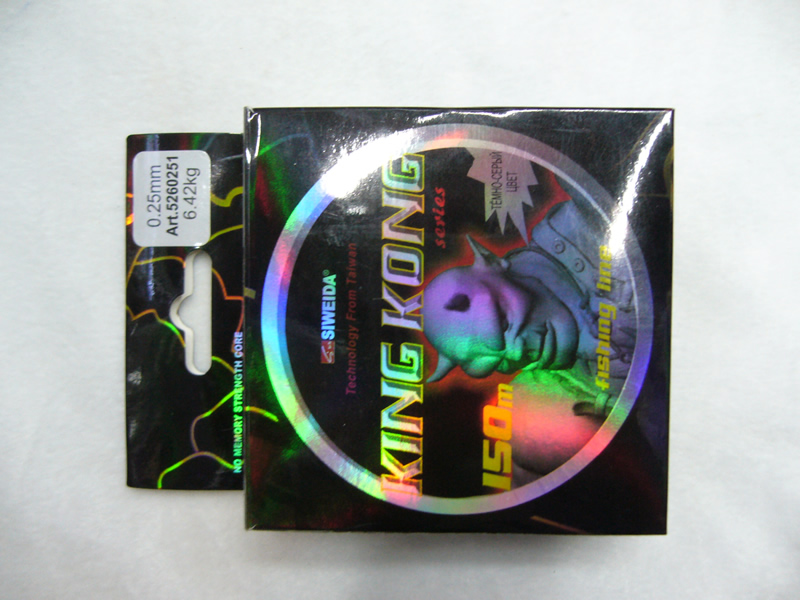 0.25mm
Art.5260251
6.42kg
NO MEMORY STRENGTH CORE
SIWEIDA®
Technology From Taiwan
KING KONG
series
ТЁМНО-СЕРЫЙ
ЦВЕТ
150m
fishing line